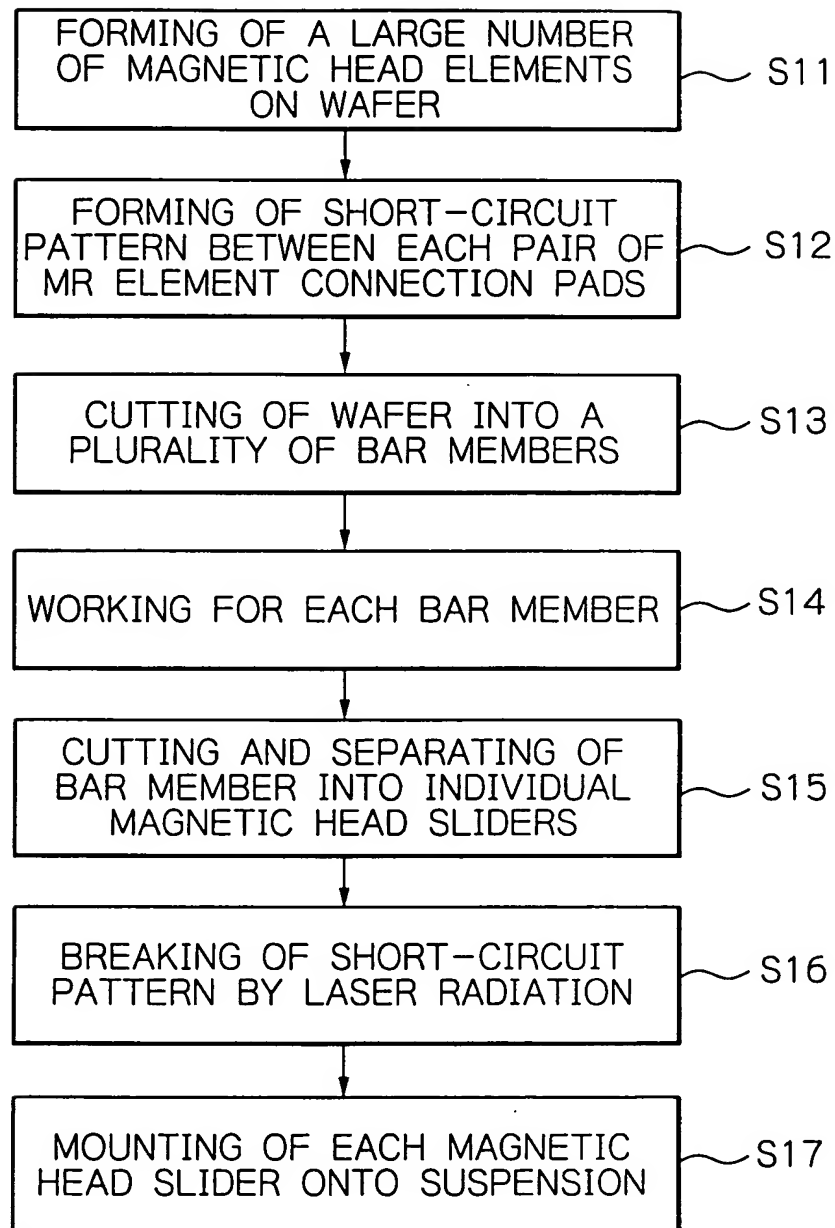 FORMING OF A LARGE NUMBER
OF MAGNETIC HEAD ELEMENTS
ON WAFER
S11
FORMING OF SHORT-CIRCUIT
PATTERN BETWEEN EACH PAIR OF
MR ELEMENT CONNECTION PADS
S12
CUTTING OF WAFER INTO A
PLURALITY OF BAR MEMBERS
S13
WORKING FOR EACH BAR MEMBER
S14
CUTTING AND SEPARATING OF
BAR MEMBER INTO INDIVIDUAL
MAGNETIC HEAD SLIDERS
S15
BREAKING OF SHORT-CIRCUIT
PATTERN BY LASER RADIATION
S16
MOUNTING OF EACH MAGNETIC
HEAD SLIDER ONTO SUSPENSION
S17